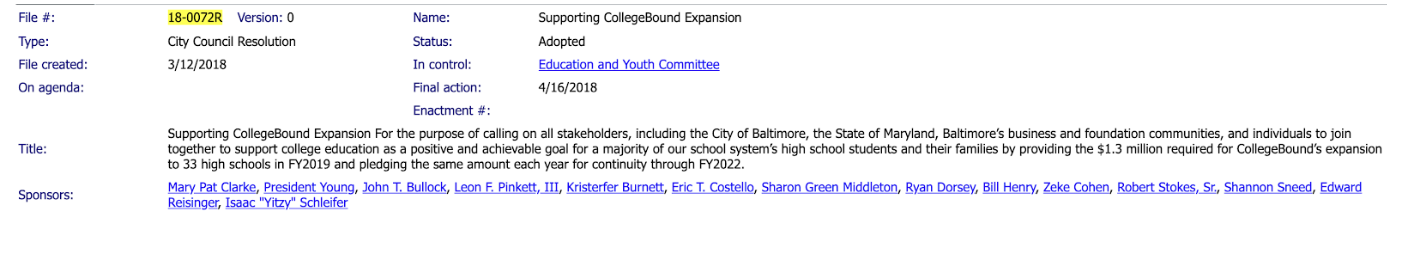 File #: 18-0072R Version: 0 Name: Supporting CollegeBound Expansion
Type: City Council Resolution Status: Adopted
File created: 3/12/2018 In control: Education and Youth Committee
On agenda: Final action: 4/16/2018
Enactment #:
Title: Supporting CollegeBound Expansion For the purpose of calling on all stakeholders, including the City of Baltimore, the State of Maryland, Baltimore's business and foundation communities, and individuals to join
together to support college education as a positive and achievable goal for a majority of our school system's high school students and their families by providing the $1.3 million required for CollegeBound's expansion
to 33 high schools in FY2019 and pledging the same amount each year for continuity through FY2022.
Sponsors: Mary Pat Clarke, President Young, John T. Bullock, Leon F. Pinkett, III, Kristerfer Burnett, Eric T. Costello, Sharon Green Middleton, Ryan Dorsey, Bill Henry, Zeke Cohen, Robert Stokes, Sr., Shannon Sneed, Edward
Reisinger, Isaac "Yitzy" Schleifer